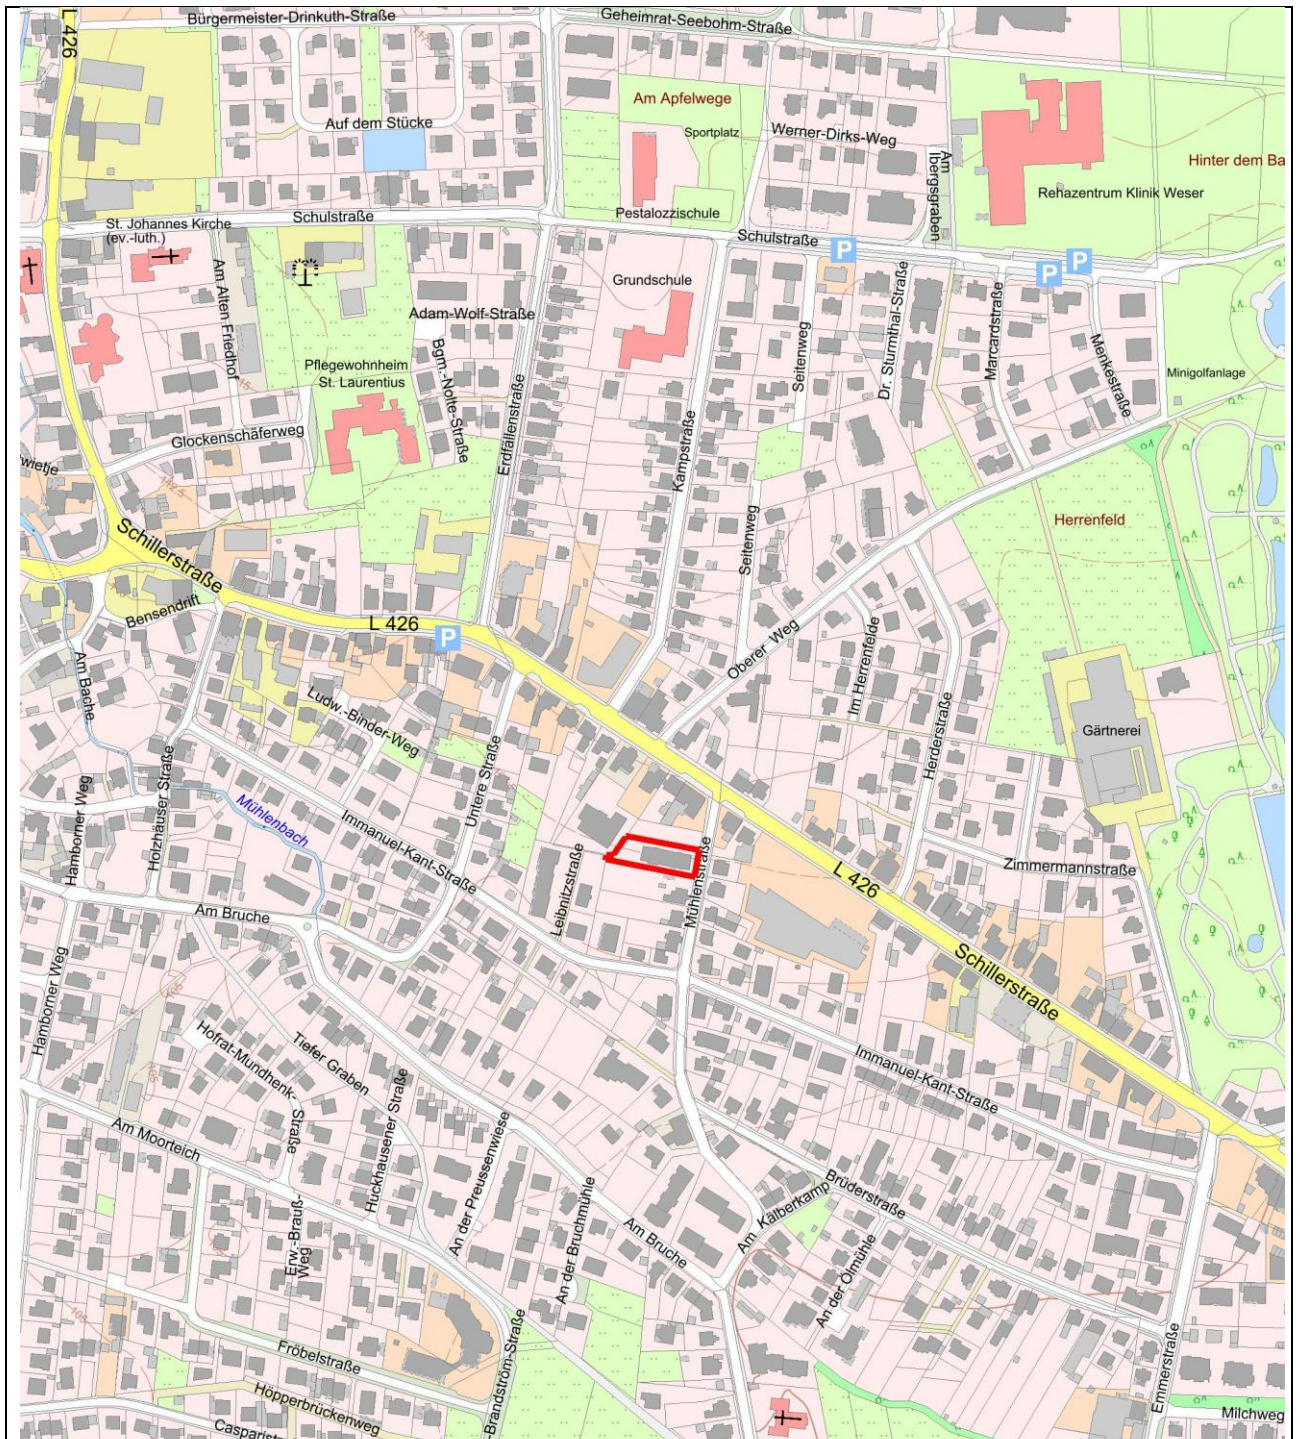 L 426
Bürgermeister-Drinkuth-Straße
Geheimrat-Seebohm-Straße
Auf dem Stücke
Am Apfelwege
Sportplatz
Werner-Dirks-Weg
Am
Ibergsgraben
Hinter dem Ba
Rehazentrum Klinik Weser
St. Johannes Kirche
(ev.-luth.)
Schulstraße
Pestalozzischule
Schulstraße
P
P
P
Am Alten Friedhof
Grundschule
Adam-Wolf-Straße
Bgm.-Nolte-Straße
Erdfällenstraße
Kampstraße
Seitenweg
Dr. Sturmthal-Straße
Marcardstraße
Menkestraße
Minigolfanlage
Pflegewohnheim
St. Laurentius
Glockenschäferweg
wietje
112.5
Schillerstraße
Seitenweg
Herrenfeld
Bensendrift
L 426
P
Oberer Weg
Im Herrenfelde
Am Bache
Ludw.-Binder-Weg
Untere Straße
Herderstraße
Gärtnerei
Hamborner Weg
Holzhäuser Straße
Mühlenbach
Immanuel-Kant-Straße
Leibnitzstraße
Mühlenstraße
L 426
Zimmermannstraße
Am Bruche
Schillerstraße
Hamborner Weg
Hofrat-Mundhenk-
Straße
Tiefer Graben
Huckhausener Straße
Immanuel-Kant-Straße
Am Moorteich
An der Preussenwiese
An der Bruchmühle
Am Bruche
Am Kälberkamp
Brüderstraße
Erw.-Brauß-
Weg
An der Ölmühle
Fröbelstraße
-Brandström-Straße
Emmerstraße
Höpperbrückenweg
Milchweg